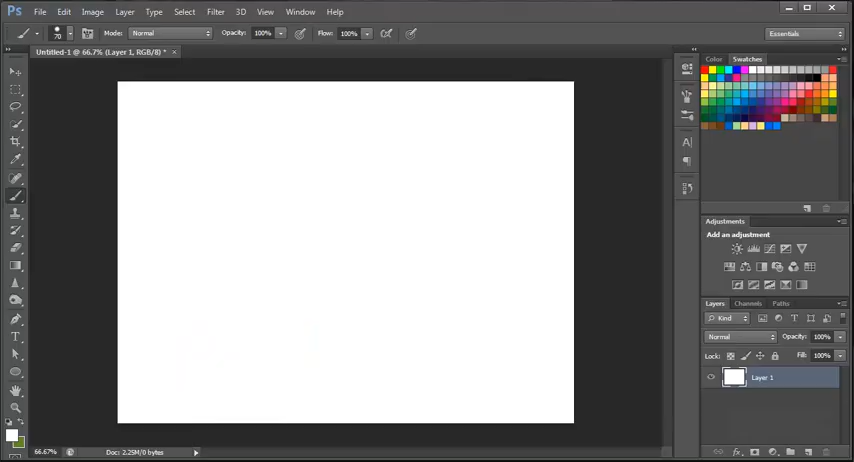 Ps File Edit Image Layer Type Select Filter 3D View Window Help
70 Mode: Normal Opacity: 100% Flow: 100% Essentials
Untitled-1 @ 66.7% (Layer 1, RGB/8) * ×
Color Swatches
A
Adjustments
Add an adjustment
Layers Channels Paths
Kind T
Normal Opacity: 100%
Lock: Fill: 100%
Layer 1
T
66.67% Doc: 2.25M/0 bytes fx